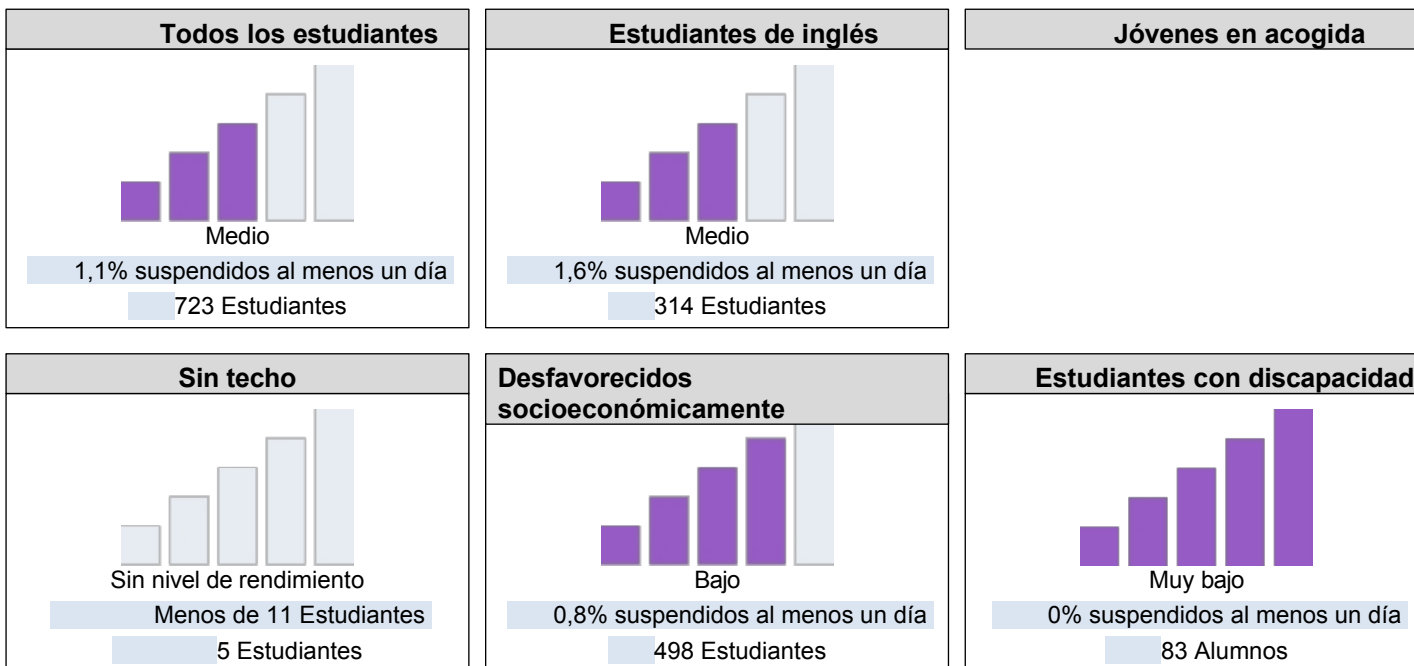 Todos los estudiantes
Medio
1,1% suspendidos al menos un día
723 Estudiantes
Estudiantes de inglés
Medio
1,6% suspendidos al menos un día
314 Estudiantes
Jóvenes en acogida
Sin techo
Sin nivel de rendimiento
Menos de 11 Estudiantes
5 Estudiantes
Desfavorecidos
socioeconómicamente
Bajo
0,8% suspendidos al menos un día
498 Estudiantes
Estudiantes con discapacidad
Muy bajo
0% suspendidos al menos un día
83 Alumnos